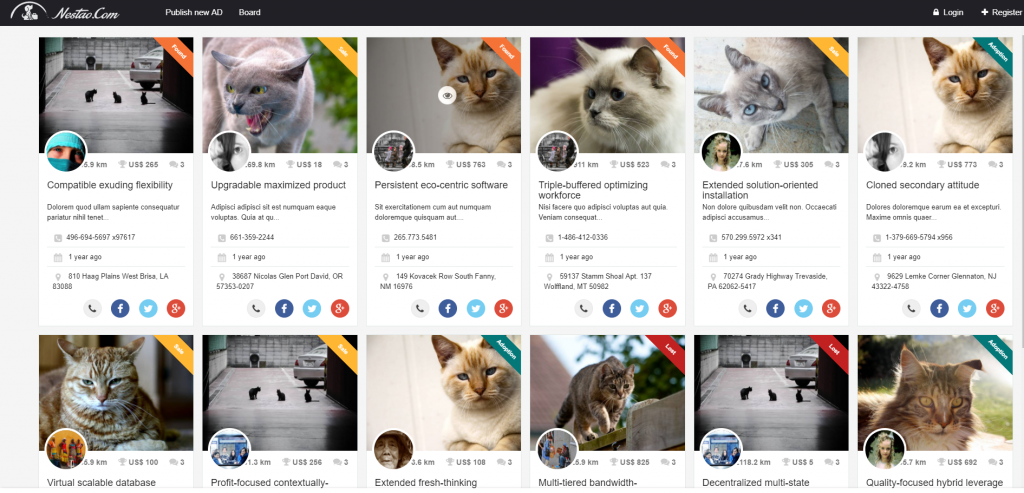 Nestao.Com
Publish new AD
Board
Login
Register
Found
5.9 km US$ 265 3
Compatible exuding flexibility
Dolorem quod ullam sapiente consequatur
pariatur nihil tenet...
496-694-5697 x97617
1 year ago
810 Haag Plains West Brisa, LA
83088
Sale
69.8 km US$ 18 3
Upgradable maximized product
Adipisci adipisci sit est numquam eaque
voluptas. Quia at qu...
661-359-2244
1 year ago
38687 Nicolas Glen Port David, OR
57353-0207
Found
8.5 km US$ 763 3
Persistent eco-centric software
Sit exercitationem cum aut numquam
doloremque quisquam aut....
265.773.5481
1 year ago
149 Kovacek Row South Fanny,
NM 16976
Found
911 km US$ 523 3
Triple-buffered optimizing
workforce
Nisi facere quo adipisci voluptas aut quia.
Veniam consequat...
1-486-412-0336
1 year ago
59137 Stamm Shoal Apt. 137
Wolffland, MT 50982
Sale
7.6 km US$ 305 3
Extended solution-oriented
installation
Non dolore quibusdam velit non. Occaecati
adipisci accusamus...
570.299.5972 x341
1 year ago
70274 Grady Highway Trevaside,
PA 62062-5417
Adoption
9.2 km US$ 773 3
Cloned secondary attitude
Dolores doloremque earum ea et excepturi.
Maxime omnis quaer...
1-379-669-5794 x956
1 year ago
9629 Lemke Corner Glennaton, NJ
43322-4758
Sale
5.9 km US$ 100 3
Virtual scalable database
Sale
1.3 km US$ 256 3
Profit-focused contextually-
Adoption
3.6 km US$ 108 3
Extended fresh-thinking
Lost
5.9 km US$ 825 3
Multi-tiered bandwidth-
Lost
118.2 km US$ 5 3
Decentralized multi-state
Adoption
5.7 km US$ 692 3
Quality-focused hybrid leverage